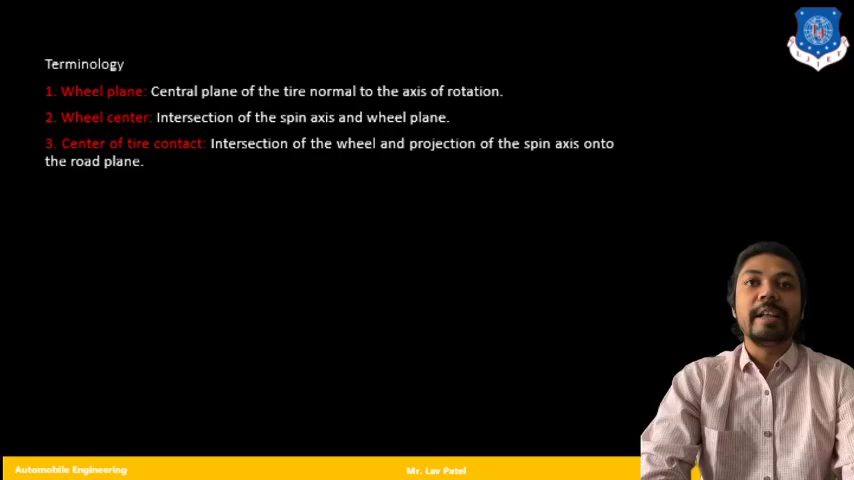 Terminology
1. Wheel plane: Central plane of the tire normal to the axis of rotation.
2. Wheel center: Intersection of the spin axis and wheel plane.
3. Center of tire contact: Intersection of the wheel and projection of the spin axis onto
the road plane.
L J I E T
Automobile Engineering
Mr. Lav Patel